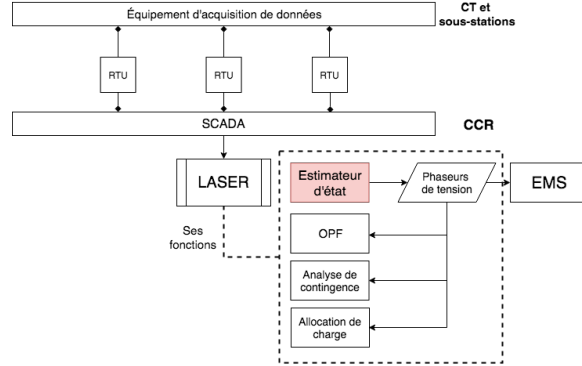 Équipement d'acquisition de données
CT et
sous-stations
RTU
RTU
RTU
SCADA
CCR
LASER
Estimateur
d'état
Phaseurs
de tension
EMS
Ses
fonctions
OPF
Analyse de
contingence
Allocation de
charge